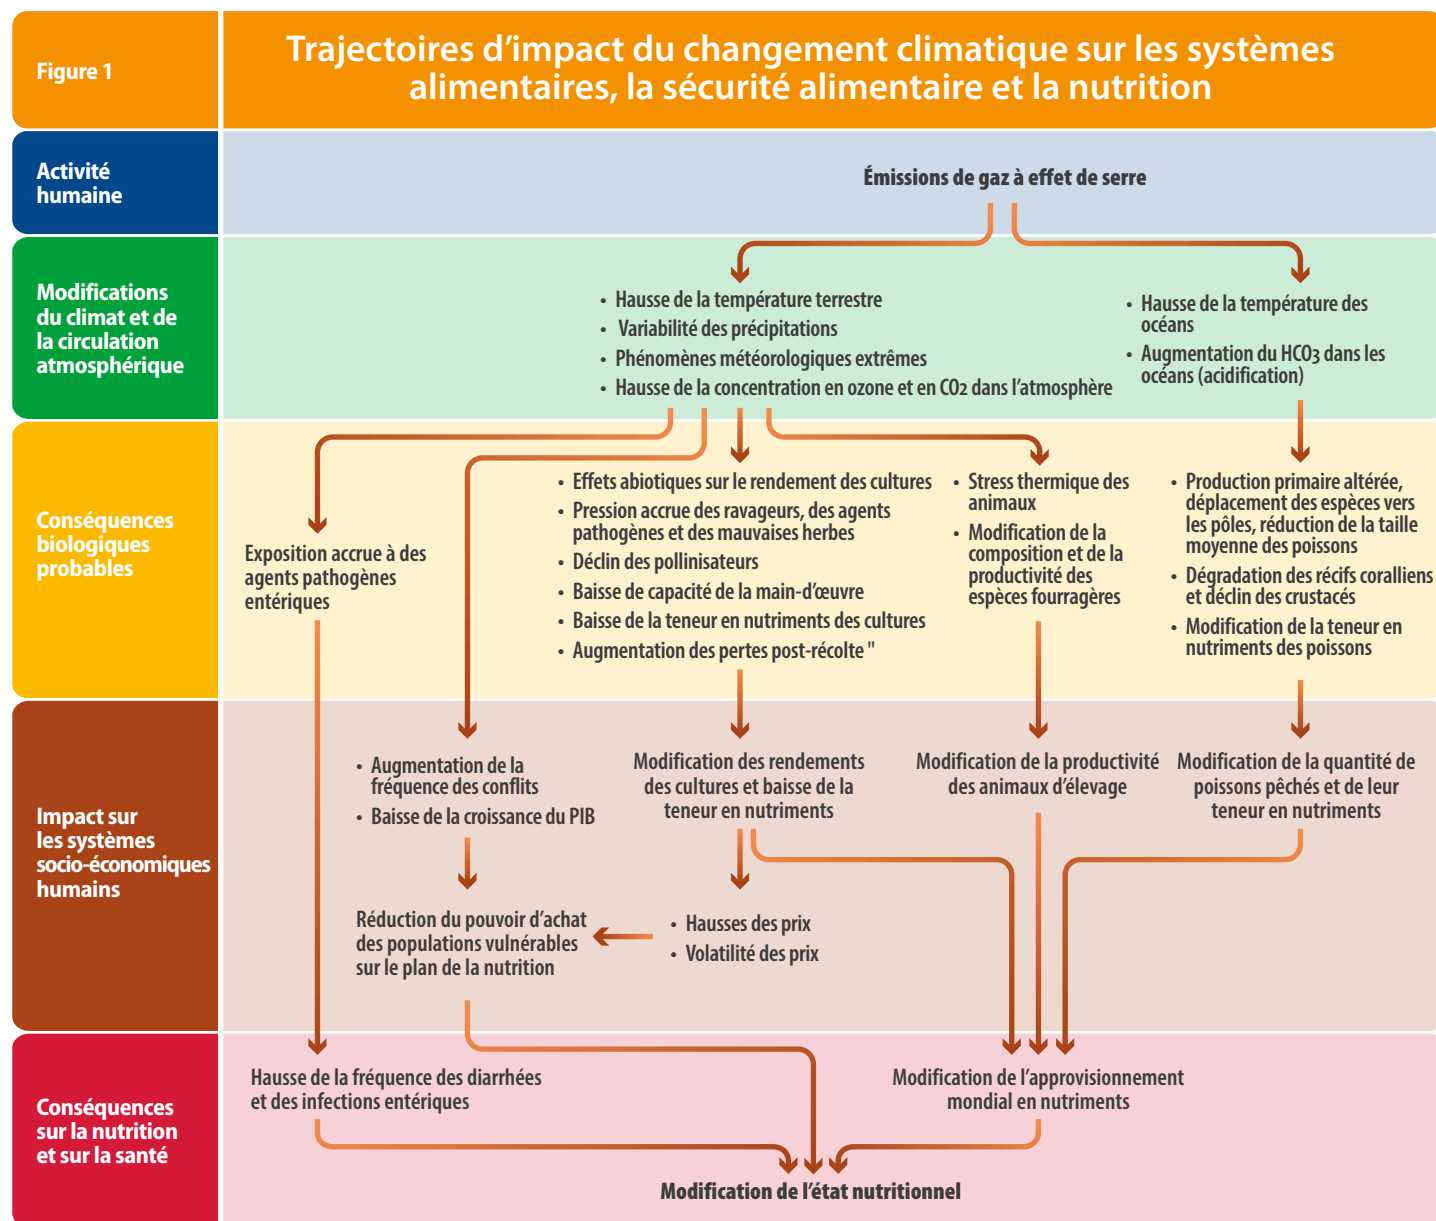 Figure 1
Trajectoires d’impact du changement climatique sur les systèmes
alimentaires, la sécurité alimentaire et la nutrition
Activité
humaine
Émissions de gaz à effet de serre
Modifications
du climat et de
la circulation
atmosphérique
• Hausse de la température terrestre
• Variabilité des précipitations
• Phénomènes météorologiques extrêmes
• Hausse de la concentration en ozone et en CO2 dans l’atmosphère
• Hausse de la température des
océans
• Augmentation du HCO3 dans les
océans (acidification)
Conséquences
biologiques
probables
Exposition accrue à des
agents pathogènes
entériques
• Effets abiotiques sur le rendement des cultures
• Pression accrue des ravageurs, des agents
pathogènes et des mauvaises herbes
• Déclin des pollinisateurs
• Baisse de capacité de la main-d’œuvre
• Baisse de la teneur en nutriments des cultures
• Augmentation des pertes post-récolte "
• Stress thermique des
animaux
• Modification de la
composition et de la
productivité des
espèces fourragères
• Production primaire altérée,
déplacement des espèces vers
les pôles, réduction de la taille
moyenne des poissons
• Dégradation des récifs coralliens
et déclin des crustacés
• Modification de la teneur en
nutriments des poissons
Impact sur
les systèmes
socio-économiques
humains
• Augmentation de la
fréquence des conflits
• Baisse de la croissance du PIB
Modification des rendements
des cultures et baisse de la
teneur en nutriments
Modification de la productivité
des animaux d’élevage
Modification de la quantité de
poissons pêchés et de leur
teneur en nutriments
Réduction du pouvoir d’achat
des populations vulnérables
sur le plan de la nutrition
• Hausses des prix
• Volatilité des prix
Conséquences
sur la nutrition
et sur la santé
Hausse de la fréquence des diarrhées
et des infections entériques
Modification de l’approvisionnement
mondial en nutriments
Modification de l’état nutritionnel